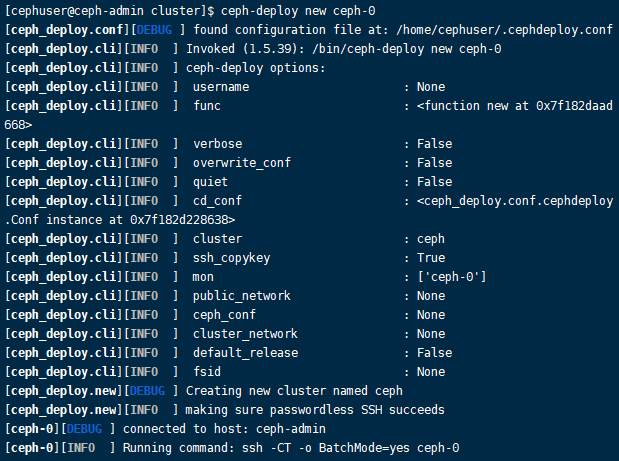 [cephuser@ceph-admin cluster]$ ceph-deploy new ceph-0
[ceph_deploy.conf][DEBUG ] found configuration file at: /home/cephuser/.cephdeploy.conf
[ceph_deploy.cli][INFO  ] Invoked (1.5.39): /bin/ceph-deploy new ceph-0
[ceph_deploy.cli][INFO  ] ceph-deploy options:
[ceph_deploy.cli][INFO  ]  username                      : None
[ceph_deploy.cli][INFO  ]  func                          : <function new at 0x7f182daad
668>
[ceph_deploy.cli][INFO  ]  verbose                       : False
[ceph_deploy.cli][INFO  ]  overwrite_conf                : False
[ceph_deploy.cli][INFO  ]  quiet                         : False
[ceph_deploy.cli][INFO  ]  cd_conf                       : <ceph_deploy.conf.cephdeploy
.Conf instance at 0x7f182d228638>
[ceph_deploy.cli][INFO  ]  cluster                       : ceph
[ceph_deploy.cli][INFO  ]  ssh_copykey                   : True
[ceph_deploy.cli][INFO  ]  mon                           : ['ceph-0']
[ceph_deploy.cli][INFO  ]  public_network                : None
[ceph_deploy.cli][INFO  ]  ceph_conf                     : None
[ceph_deploy.cli][INFO  ]  cluster_network               : None
[ceph_deploy.cli][INFO  ]  default_release               : False
[ceph_deploy.cli][INFO  ]  fsid                          : None
[ceph_deploy.new][DEBUG ] Creating new cluster named ceph
[ceph_deploy.new][INFO  ] making sure passwordless SSH succeeds
[ceph-0][DEBUG ] connected to host: ceph-admin
[ceph-0][INFO  ] Running command: ssh -CT -o BatchMode=yes ceph-0